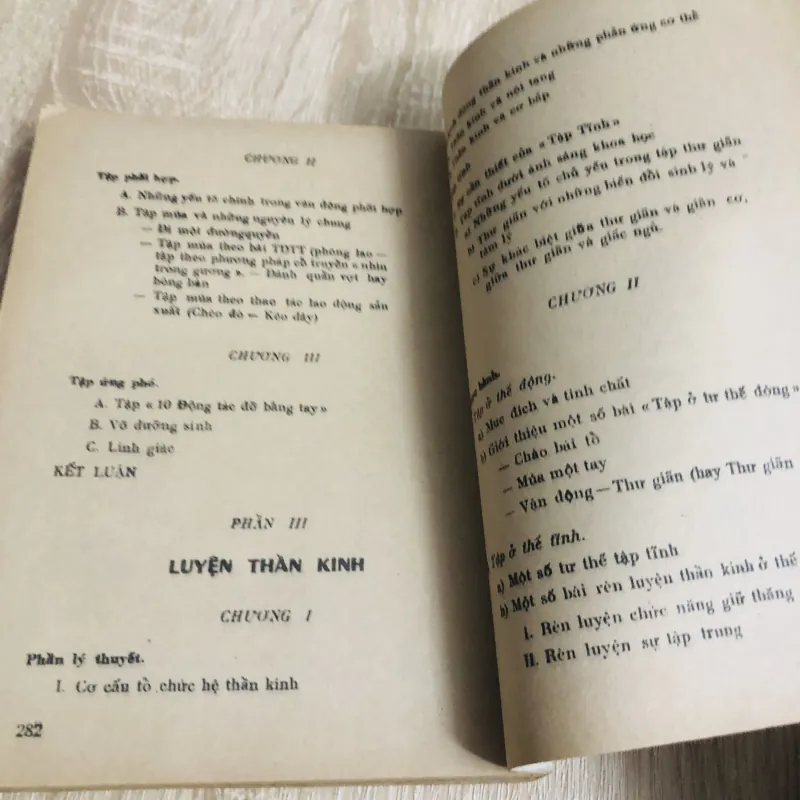 CHƯƠNG II
Tập phối hợp.
A. Những yếu tố chính trong vận động phối hợp
B. Tập múa và những nguyên lý chung
— Đi một đường quyền
— Tập múa theo bài TDTT (phóng lao —
tập theo phương pháp cổ truyền « nhìn
trong gương ». — Đánh quần vợt hay
bóng bàn
— Tập múa theo thao tác lao động sản
xuất (Chèo đò — Kéo dây)
CHƯƠNG III
Tập ứng phó.
A. Tập « 10 Động tác đỡ bằng tay »
B. Võ dưỡng sinh
C. Linh giác
KẾT LUẬN
PHẦN III
LUYỆN THẦN KINH
CHƯƠNG I
Phần lý thuyết.
I. Cơ cấu tổ chức hệ thần kinh
282
động thần kinh và những phản ứng cơ thể
thần kinh và nội tạng
thần kinh và cơ bắp
cần thiết của « Tập Tĩnh »
Tập tĩnh dưới ánh sáng khoa học
a) Những yếu tố chủ yếu trong tập thư giãn
b) Thư giãn với những biến đổi sinh lý và
tâm lý
c) Sự khác biệt giữa thư giãn và giãn cơ,
giữa thư giãn và giấc ngủ.
CHƯƠNG II
hành.
Tập ở thế động.
a) Mục đích và tính chất
b) Giới thiệu một số bài « Tập ở tư thế động »
— Chào bái tổ
— Múa một tay
— Vận động — Thư giãn (hay Thư giãn
Tập ở thế tĩnh.
a) Một số tư thế tập tĩnh
b) Một số bài rèn luyện thần kinh ở thế
I. Rèn luyện chức năng giữ thăng
II. Rèn luyện sự tập trung